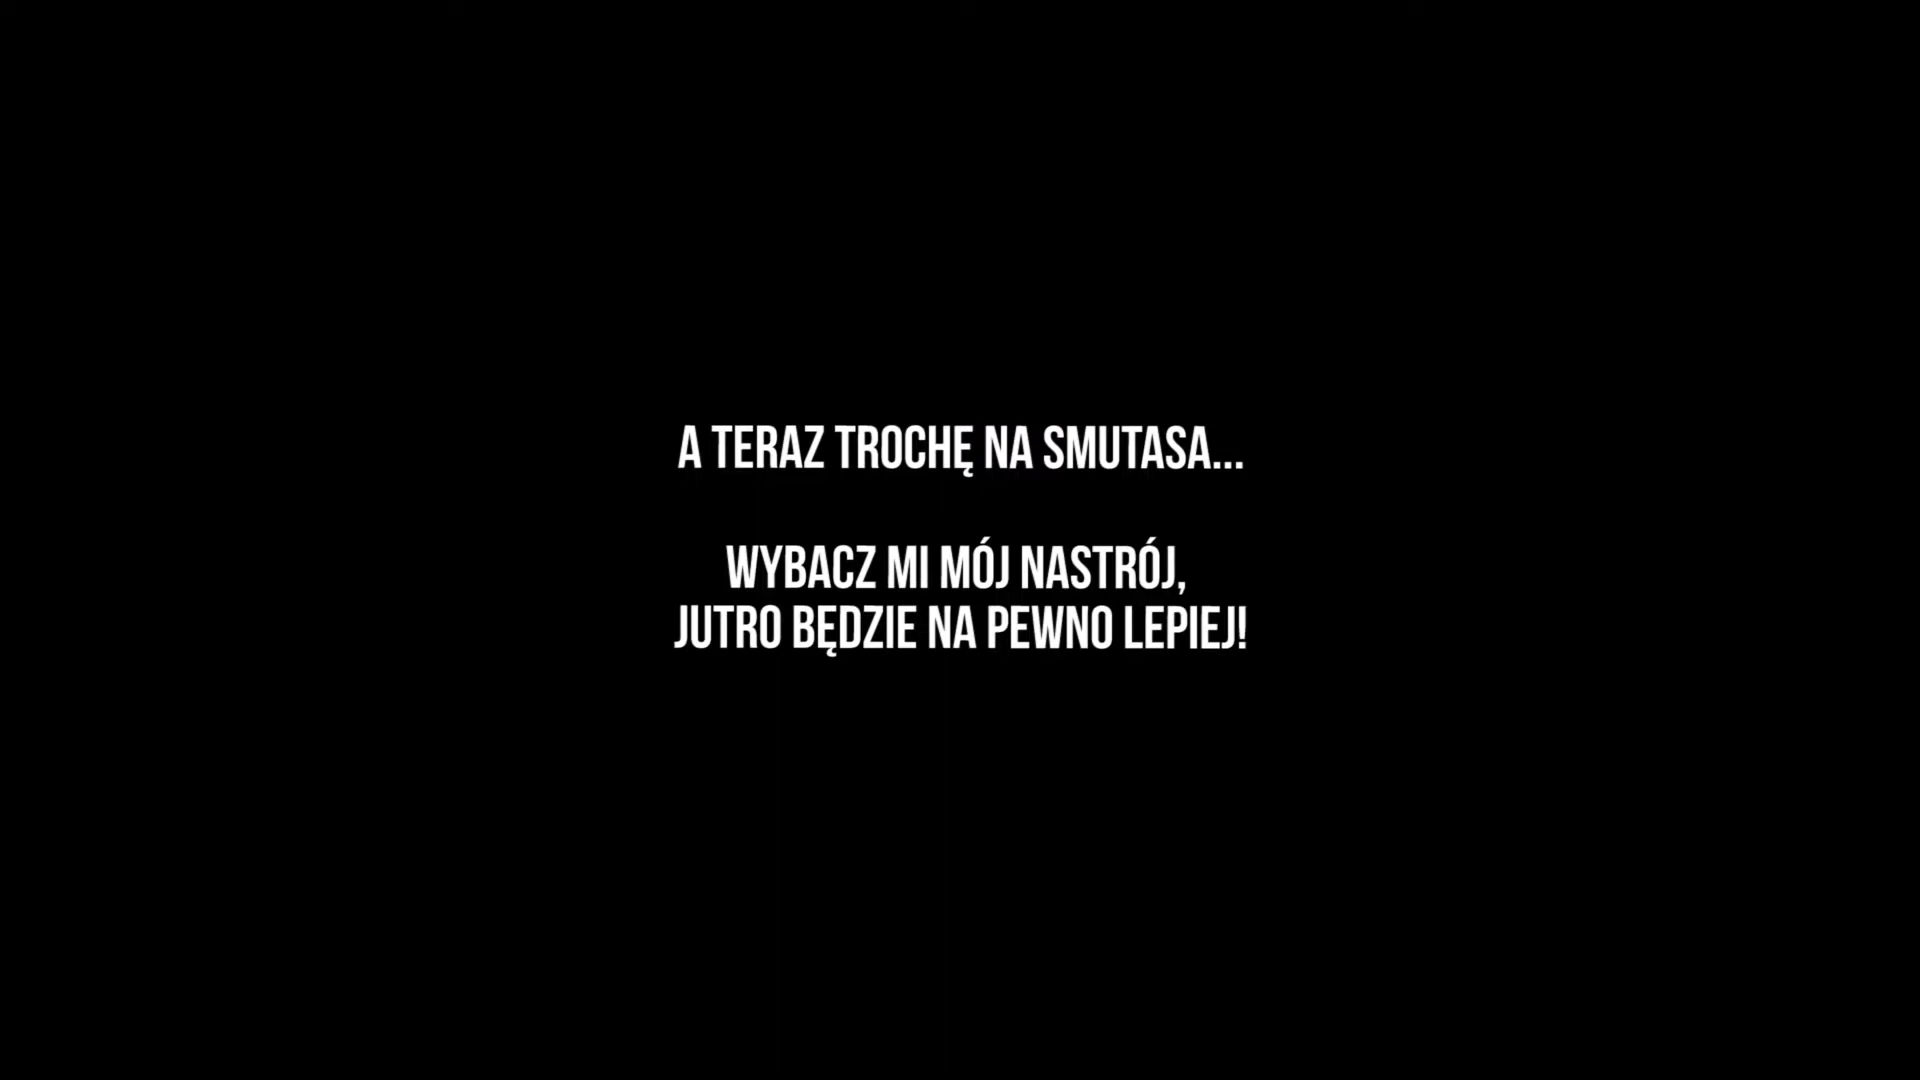 A TERAZ TROCHĘ NA SMUTASA...
WYBACZ MI MÓJ NASTRÓJ,
JUTRO BĘDZIE NA PEWNO LEPIEJ!